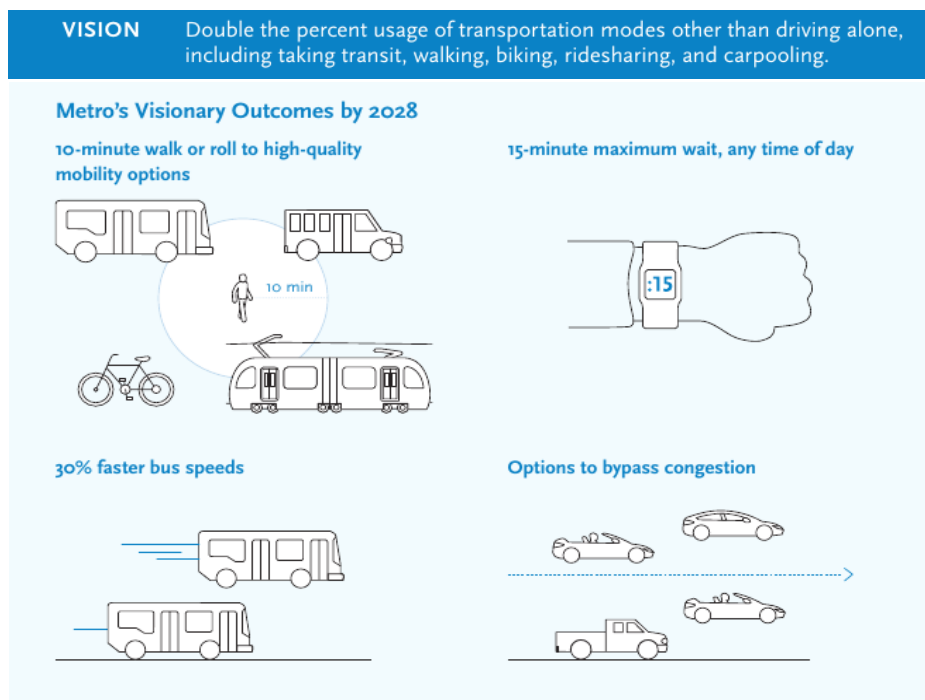 VISION
Double the percent usage of transportation modes other than driving alone,
including taking transit, walking, biking, ridesharing, and carpooling.
Metro's Visionary Outcomes by 2028
10-minute walk or roll to high-quality
mobility options
10 min
15-minute maximum wait, any time of day
:15
30% faster bus speeds
Options to bypass congestion